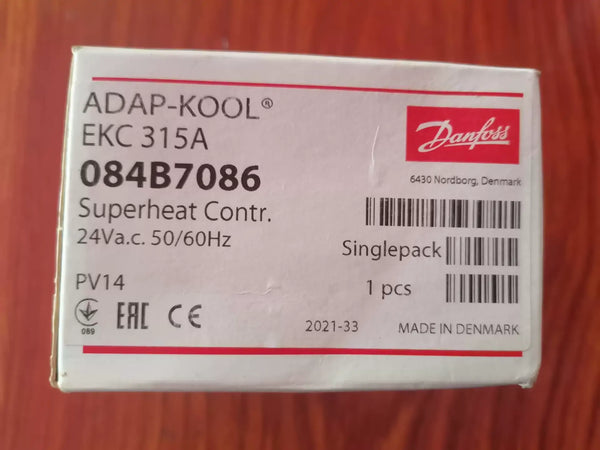 ADAP-KOOL®
EKC 315A
084B7086
Superheat Contr.
24Va.c. 50/60Hz
PV14
089
EAC CE
Danfoss
6430 Nordborg, Denmark
Singlepack
1 pcs
2021-33
MADE IN DENMARK